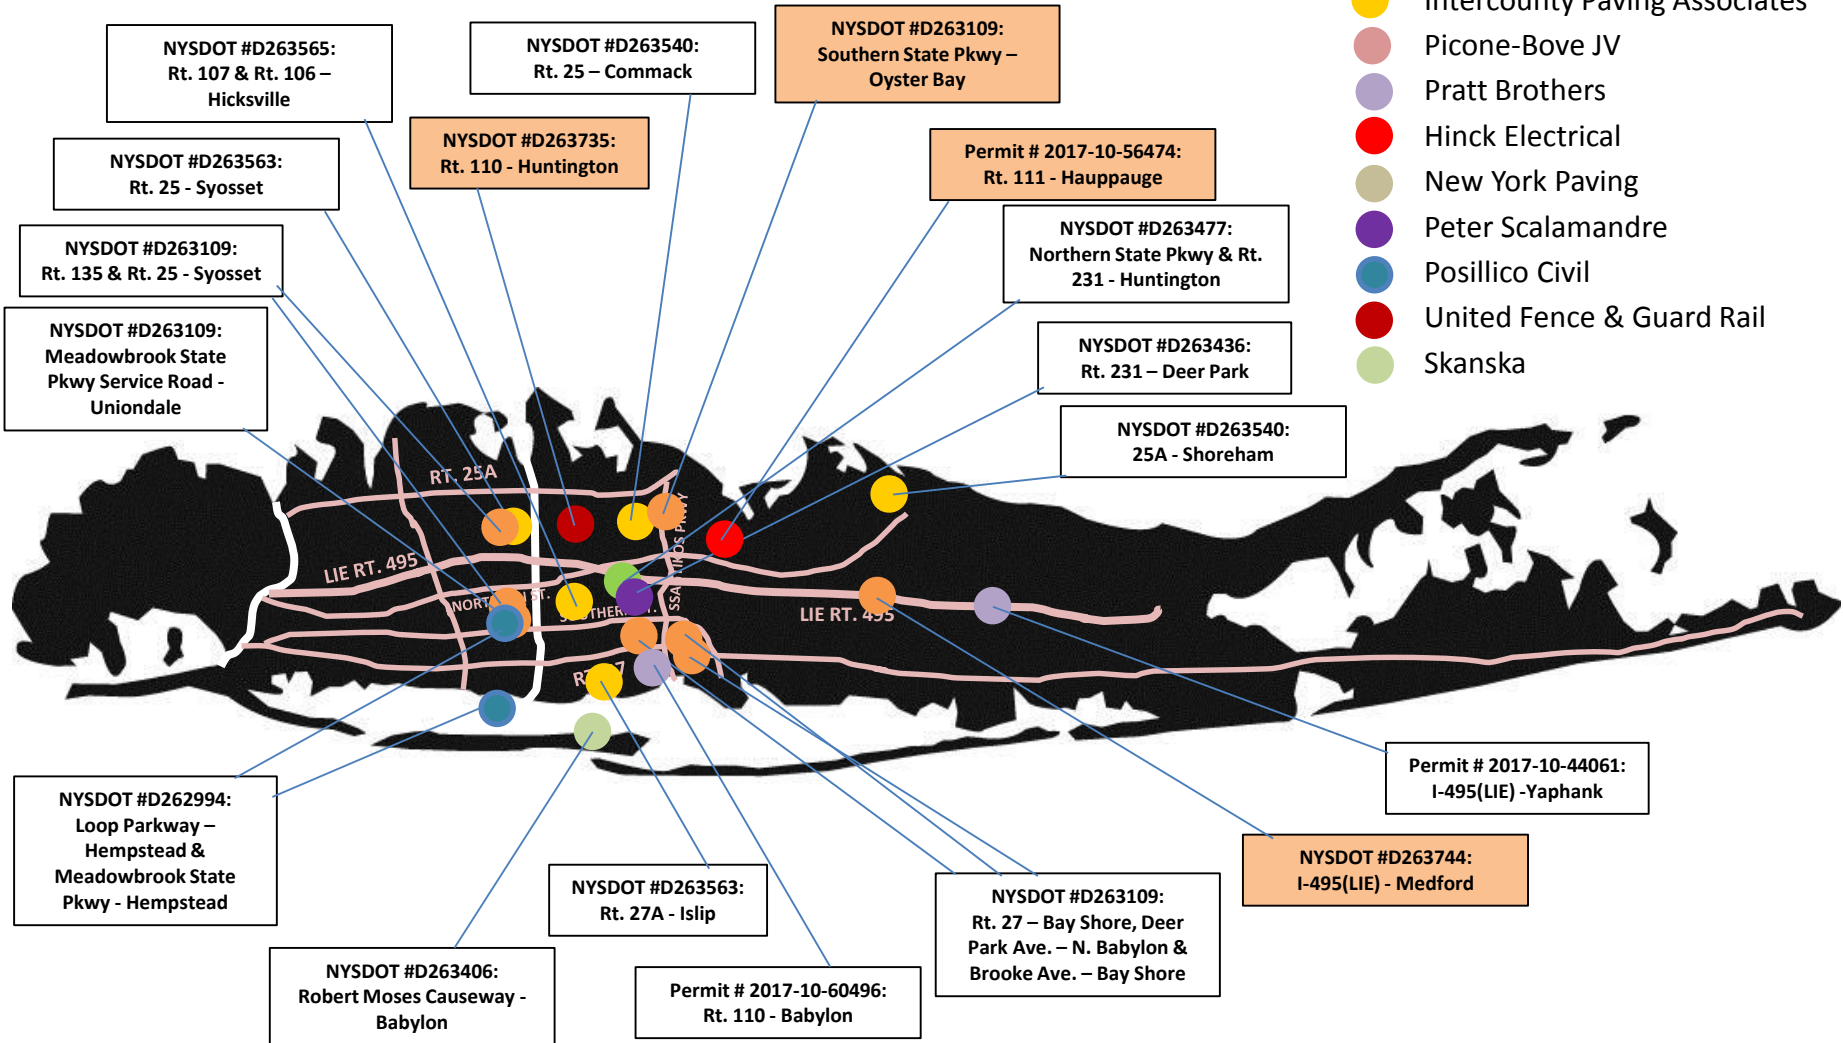 Intercounty Paving Associates
Picone-Bove JV
Pratt Brothers
Hinck Electrical
New York Paving
Peter Scalamandre
Posillico Civil
United Fence & Guard Rail
Skanska
NYSDOT #D263565:
Rt. 107 & Rt. 106 –
Hicksville
NYSDOT #D263540:
Rt. 25 – Commack
NYSDOT #D263109:
Southern State Pkwy –
Oyster Bay
NYSDOT #D263563:
Rt. 25 - Syosset
NYSDOT #D263735:
Rt. 110 - Huntington
Permit # 2017-10-56474:
Rt. 111 - Hauppauge
NYSDOT #D263109:
Rt. 135 & Rt. 25 - Syosset
NYSDOT #D263477:
Northern State Pkwy & Rt.
231 - Huntington
NYSDOT #D263109:
Meadowbrook State
Pkwy Service Road -
Uniondale
NYSDOT #D263436:
Rt. 231 – Deer Park
NYSDOT #D263540:
25A - Shoreham
RT. 25A
LIE RT. 495
ST.
LIE RT. 495
PKWY
NYSDOT #D262994:
Loop Parkway –
Hempstead &
Meadowbrook State
Pkwy - Hempstead
Permit # 2017-10-44061:
I-495(LIE) -Yaphank
NYSDOT #D263744:
I-495(LIE) - Medford
NYSDOT #D263563:
Rt. 27A - Islip
NYSDOT #D263109:
Rt. 27 – Bay Shore, Deer
Park Ave. – N. Babylon &
Brooke Ave. – Bay Shore
NYSDOT #D263406:
Robert Moses Causeway -
Babylon
Permit # 2017-10-60496:
Rt. 110 - Babylon